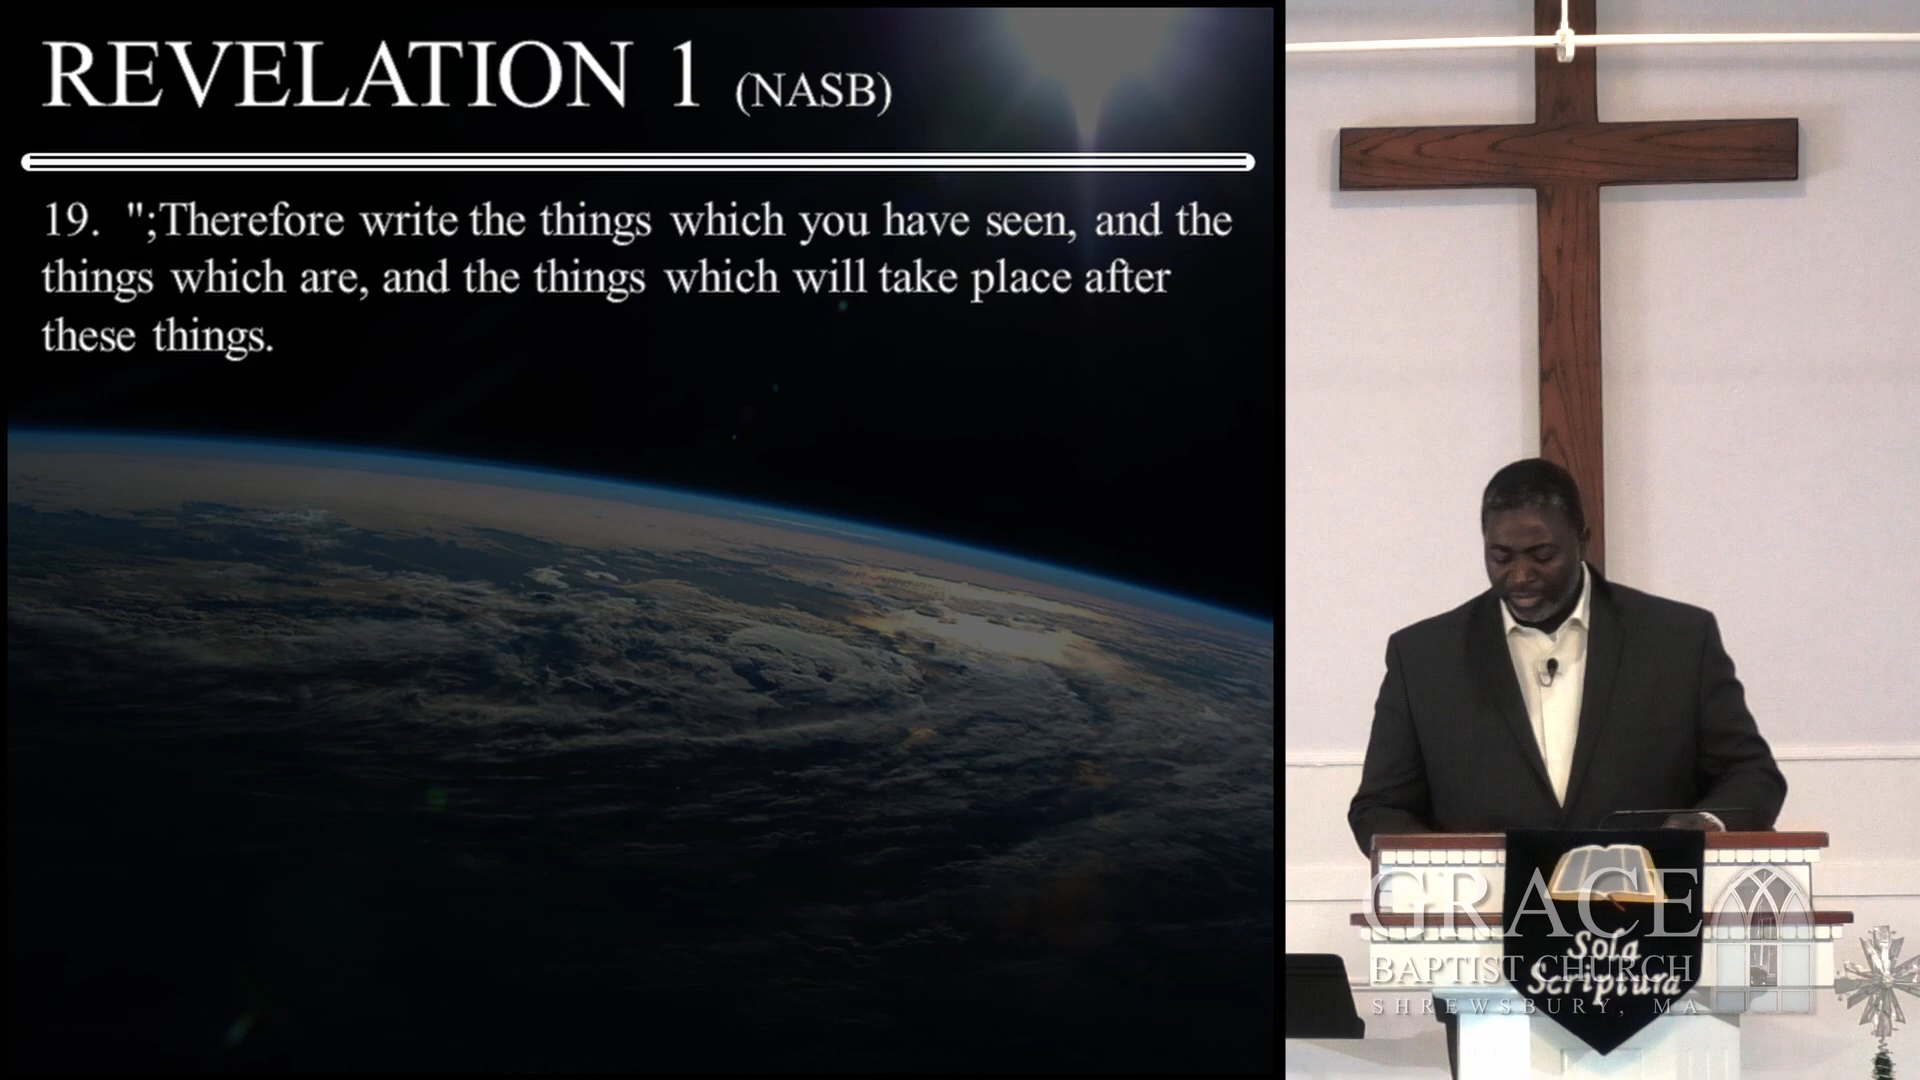 REVELATION 1 (NASB)
19. ";Therefore write the things which you have seen, and the
things which are, and the things which will take place after
these things.
GRACE
BAPTIST CHURCH
SHREWSBURY, MA
Sola
Scriptura